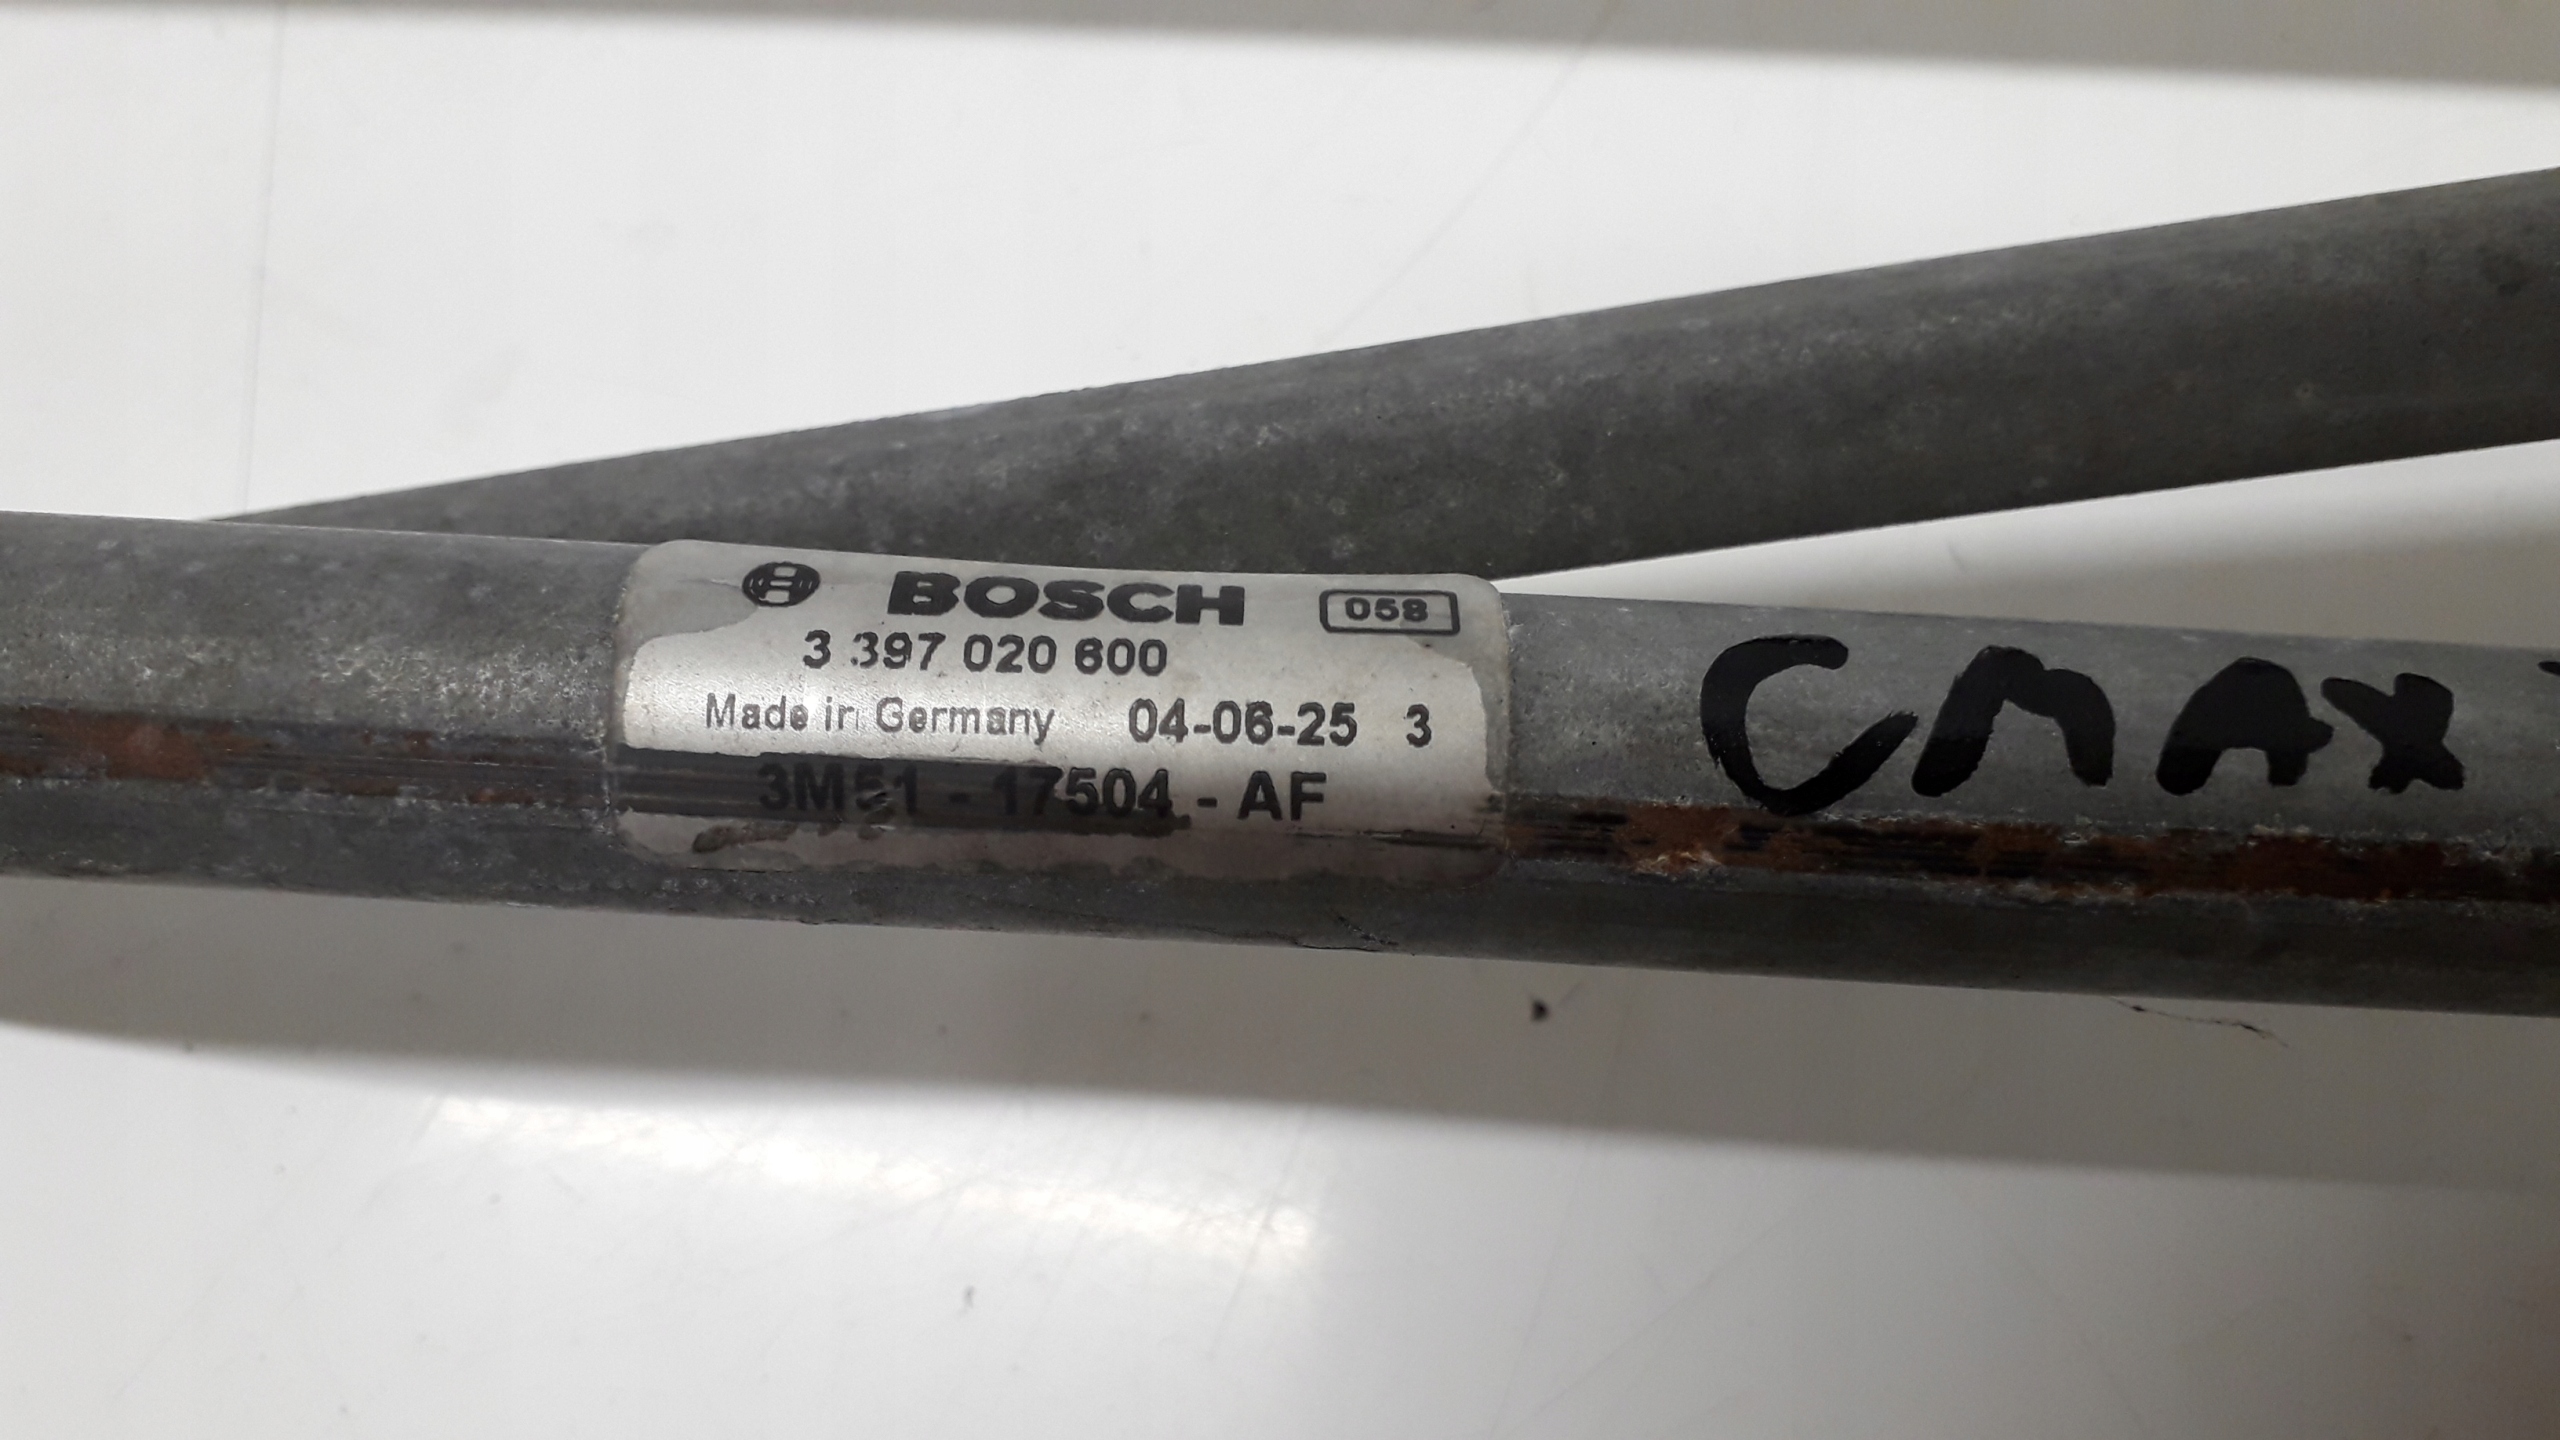 BOSCH 058
3 397 020 600
Made in Germany 04-06-25 3
3M51 - 17504 - AF
CMAX